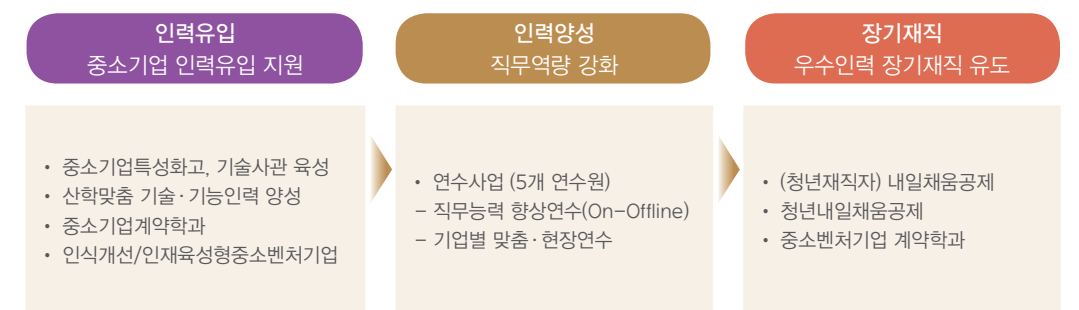 인력유입
중소기업 인력유입 지원
• 중소기업특성화고, 기술사관 육성
• 산학맞춤 기술·기능인력 양성
• 중소기업계약학과
• 인식개선/인재육성형중소벤처기업
인력양성
직무역량 강화
• 연수사업 (5개 연수원)
– 직무능력 향상연수(On-Offline)
– 기업별 맞춤·현장연수
장기재직
우수인력 장기재직 유도
• (청년재직자) 내일채움공제
• 청년내일채움공제
• 중소벤처기업 계약학과